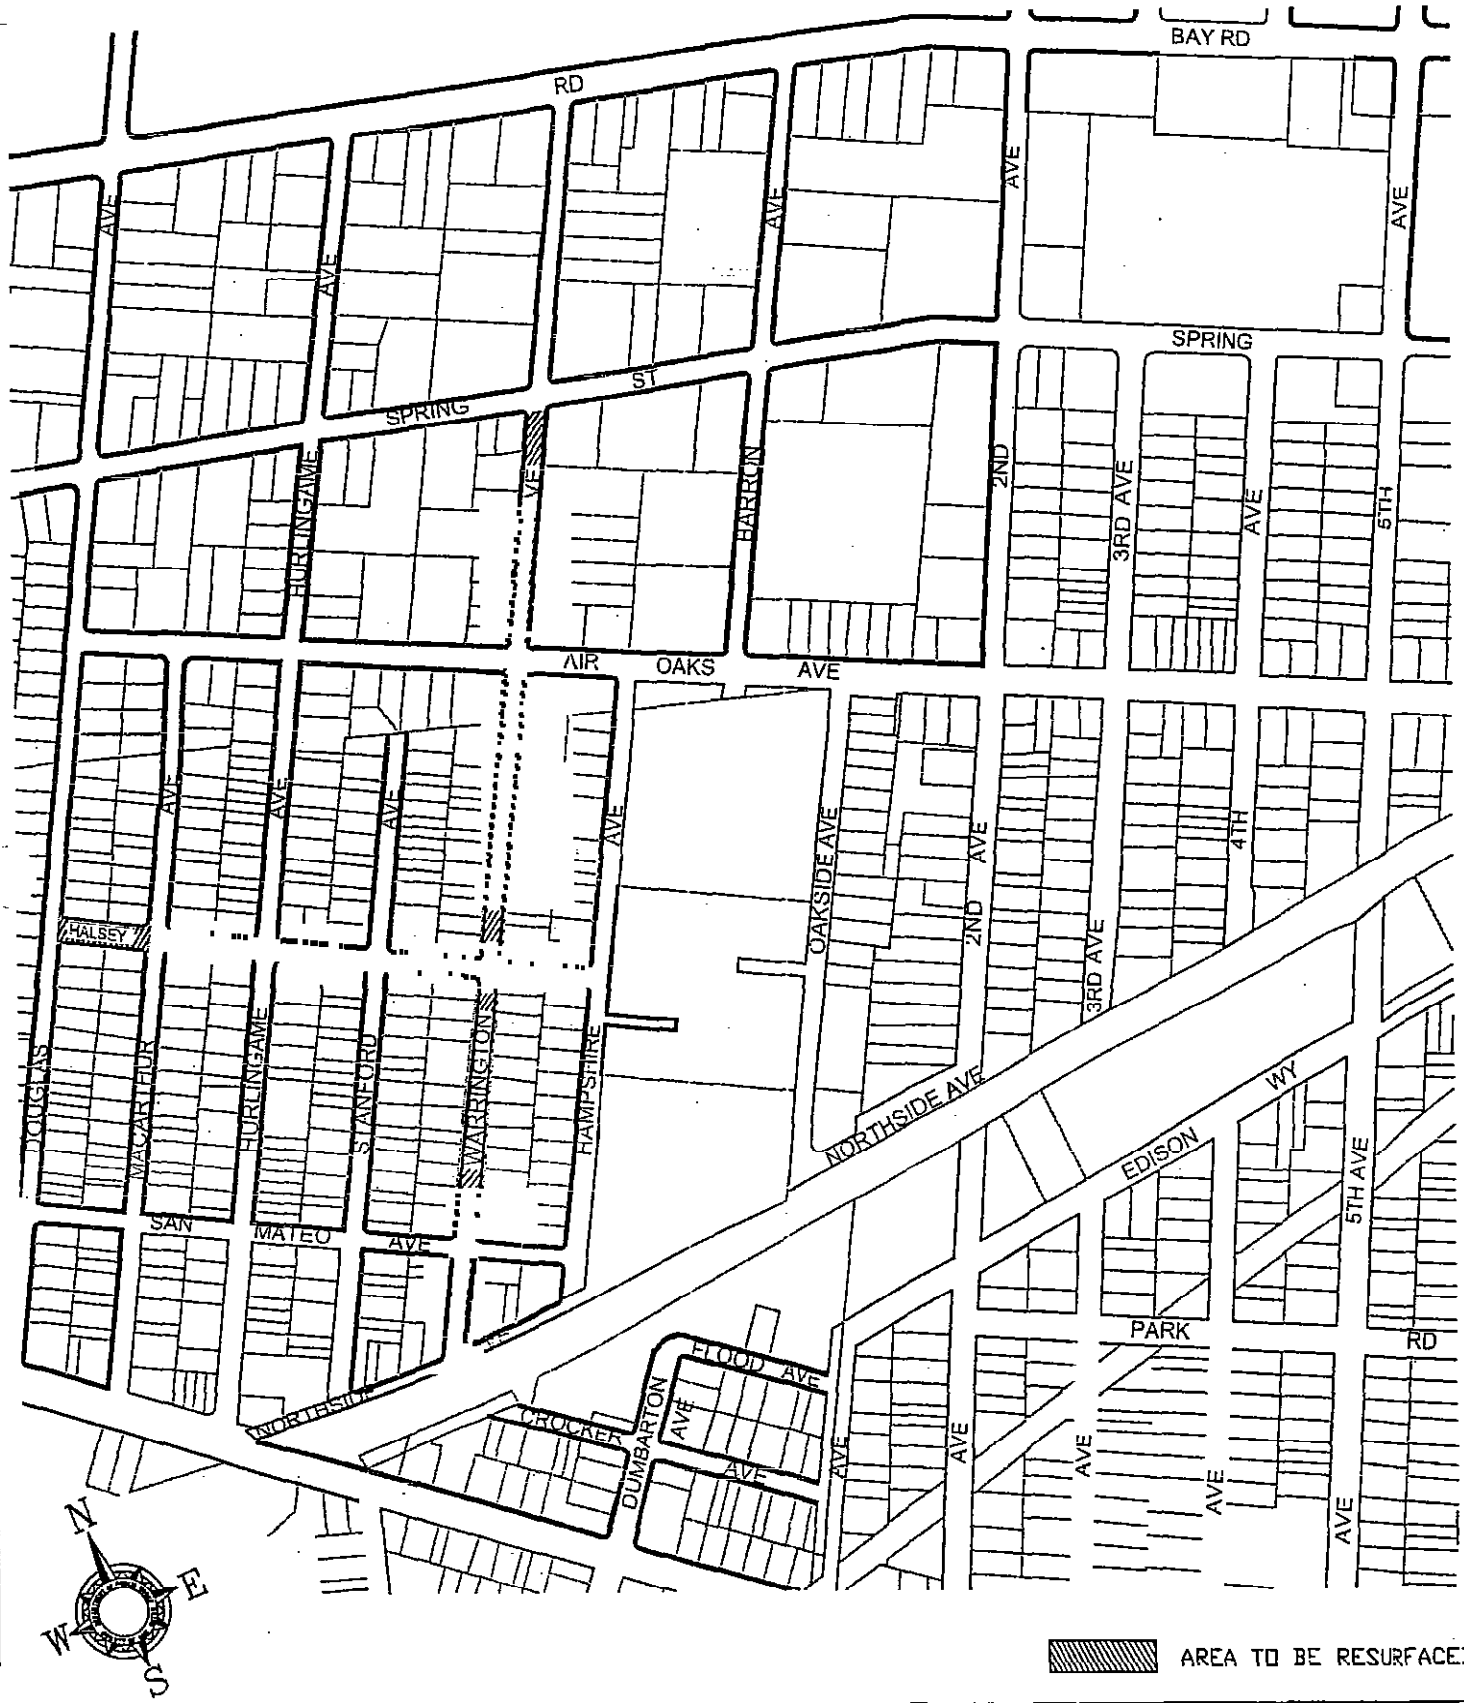 BAY RD
RD
AVE
AVE
AVE
AVE
AVE
SPRING
ST
SPRING
VE
HURLINGAME
HARRON
2ND
3RD AVE
AVE
5TH
AIR OAKS AVE
AVE
AVE
AVE
AVE
OAKSIDE AVE
2ND AVE
3RD AVE
4TH
HALSEY
DOUGLAS
MACARTHUR
HURLINGAME
S ANFORD
WARRINGTON
HAMPSHIRE
NORTHSIDE AVE
EDISON WY
5TH AVE
SAN MATEO AVE
PARK RD
FLOOD AVE
NORTHSIDE
CROCKER AVE
DUMBARTON AVE
AVE
AVE
AVE
AVE
AVE
N
E
W
S
AREA TO BE RESURFACE